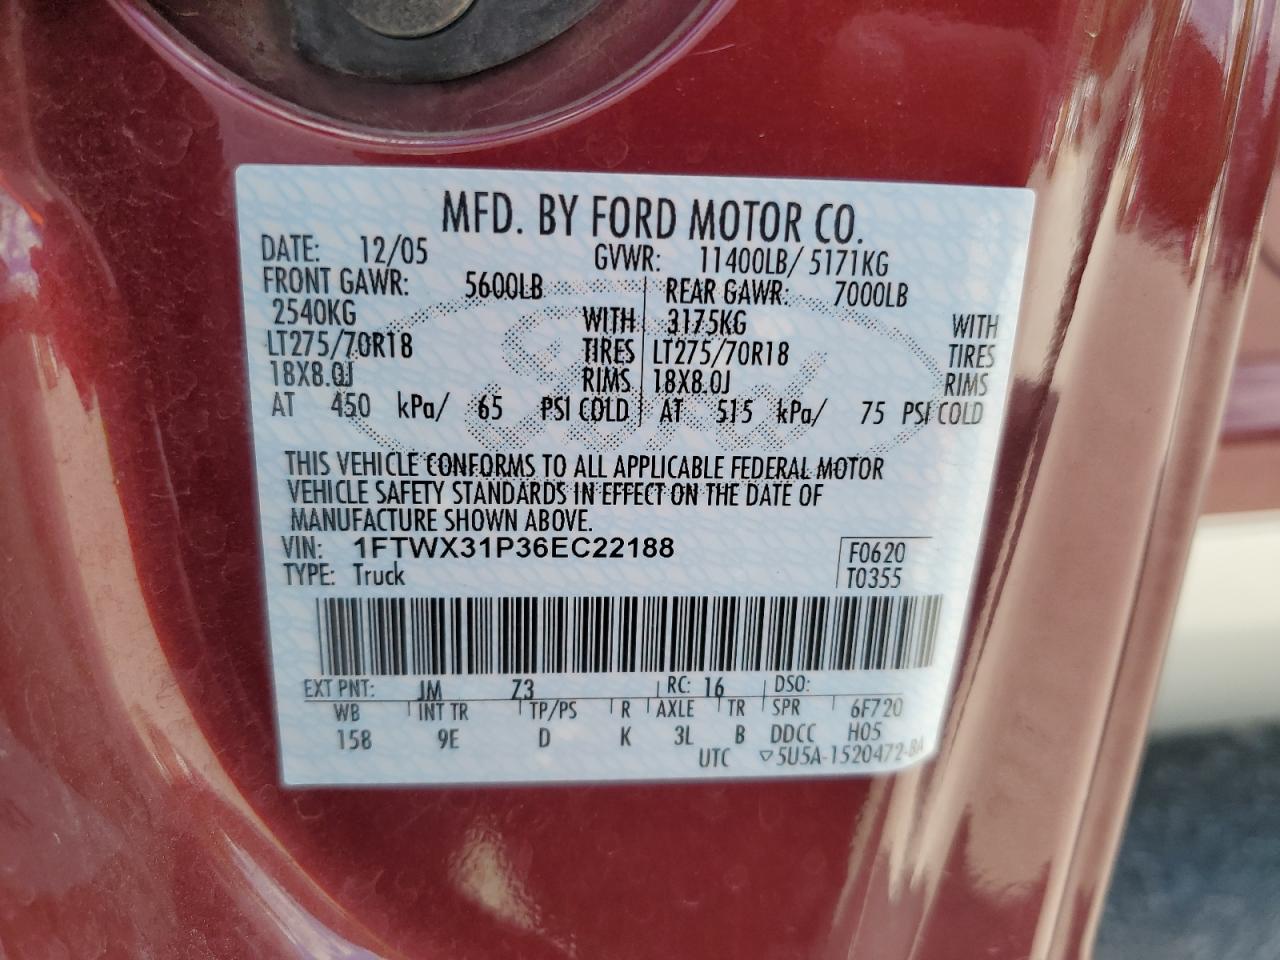 MFD. BY FORD MOTOR CO.
DATE: 12/05 GVWR: 11400LB/ 5171KG
FRONT GAWR: 5600LB REAR GAWR: 7000LB
2540KG WITH 3175KG WITH
LT275/70R18 TIRES LT275/70R18 TIRES
18X8.0J RIMS 18X8.0J RIMS
AT 450 kPa/ 65 PSI COLD AT 515 kPa/ 75 PSI COLD
THIS VEHICLE CONFORMS TO ALL APPLICABLE FEDERAL MOTOR
VEHICLE SAFETY STANDARDS IN EFFECT ON THE DATE OF
MANUFACTURE SHOWN ABOVE.
VIN: 1FTWX31P36EC22188 F0620
TYPE: Truck T0355
EXT PNT: JM Z3 RC: 16 DSO:
WB INT TR TP/PS R AXLE TR SPR 6F720
158 9E D K 3L B DDCC H05
UTC ▽5U5A-1520472-BA